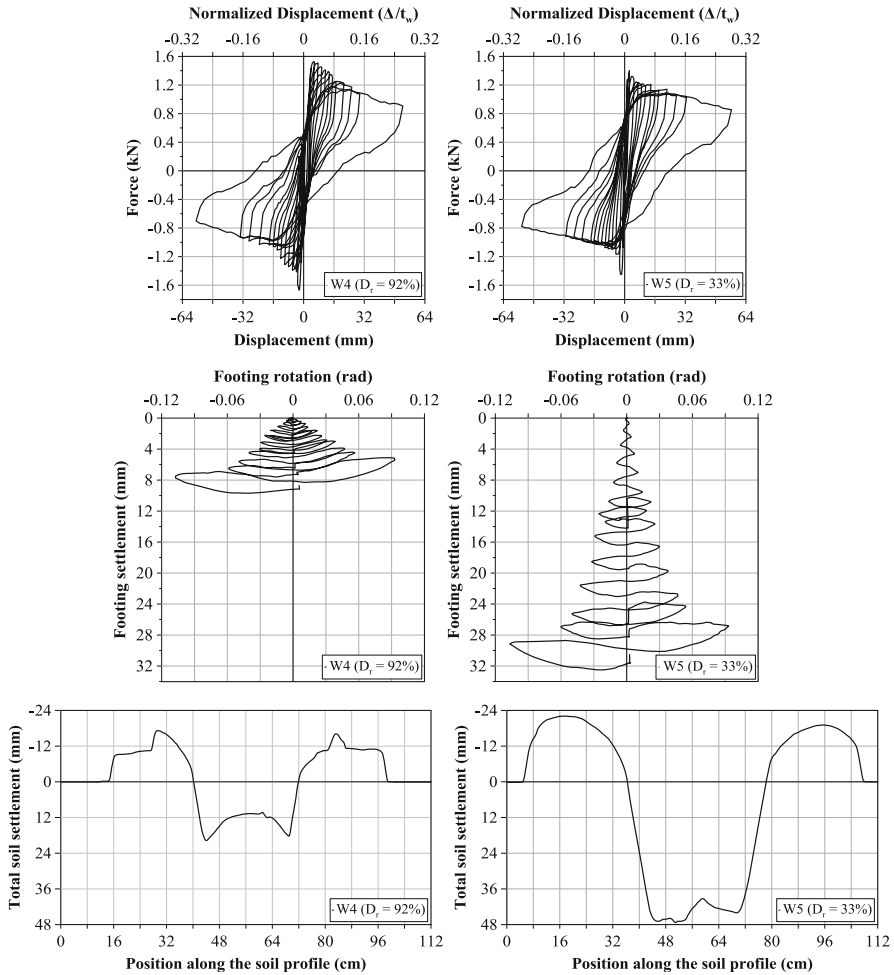 Normalized Displacement (Δ/t_w)
-0.32 -0.16 0 0.16 0.32
1.6
1.2
0.8
0.4
0
-0.4
-0.8
-1.2
-1.6
Force (kN)
W4 (D_r = 92%)
-64 -32 0 32 64
Displacement (mm)
Normalized Displacement (Δ/t_w)
-0.32 -0.16 0 0.16 0.32
1.6
1.2
0.8
0.4
0
-0.4
-0.8
-1.2
-1.6
Force (kN)
W5 (D_r = 33%)
-64 -32 0 32 64
Displacement (mm)
Footing rotation (rad)
-0.12 -0.06 0 0.06 0.12
0
4
8
12
16
20
24
28
32
Footing settlement (mm)
W4 (D_r = 92%)
Footing rotation (rad)
-0.12 -0.06 0 0.06 0.12
0
4
8
12
16
20
24
28
32
Footing settlement (mm)
W5 (D_r = 33%)
-24
-12
0
12
24
36
48
Total soil settlement (mm)
W4 (D_r = 92%)
0 16 32 48 64 80 96 112
Position along the soil profile (cm)
-24
-12
0
12
24
36
48
Total soil settlement (mm)
W5 (D_r = 33%)
0 16 32 48 64 80 96 112
Position along the soil profile (cm)